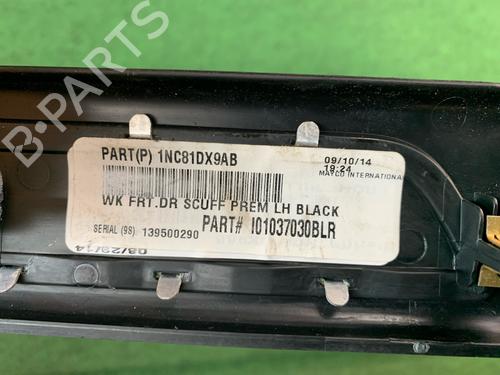 PART(P) 1NC81DX9AB
09/10/14
19:24
MAYCO INTERNATIONAL
WK FRT.DR SCUFF PREM LH BLACK
SERIAL (9S) 139500290
PART# I01037030BLR
08/29/14
B-PARTS